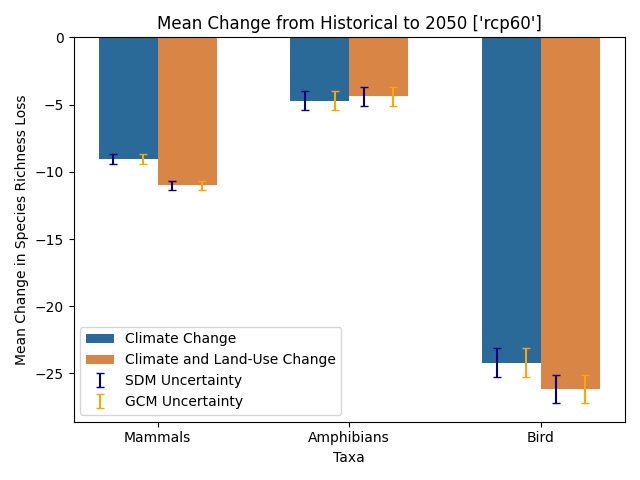 Mean Change from Historical to 2050 ['rcp60']
Mean Change in Species Richness Loss
0
−5
−10
−15
−20
−25
Climate Change
Climate and Land-Use Change
SDM Uncertainty
GCM Uncertainty
Mammals
Amphibians
Bird
Taxa